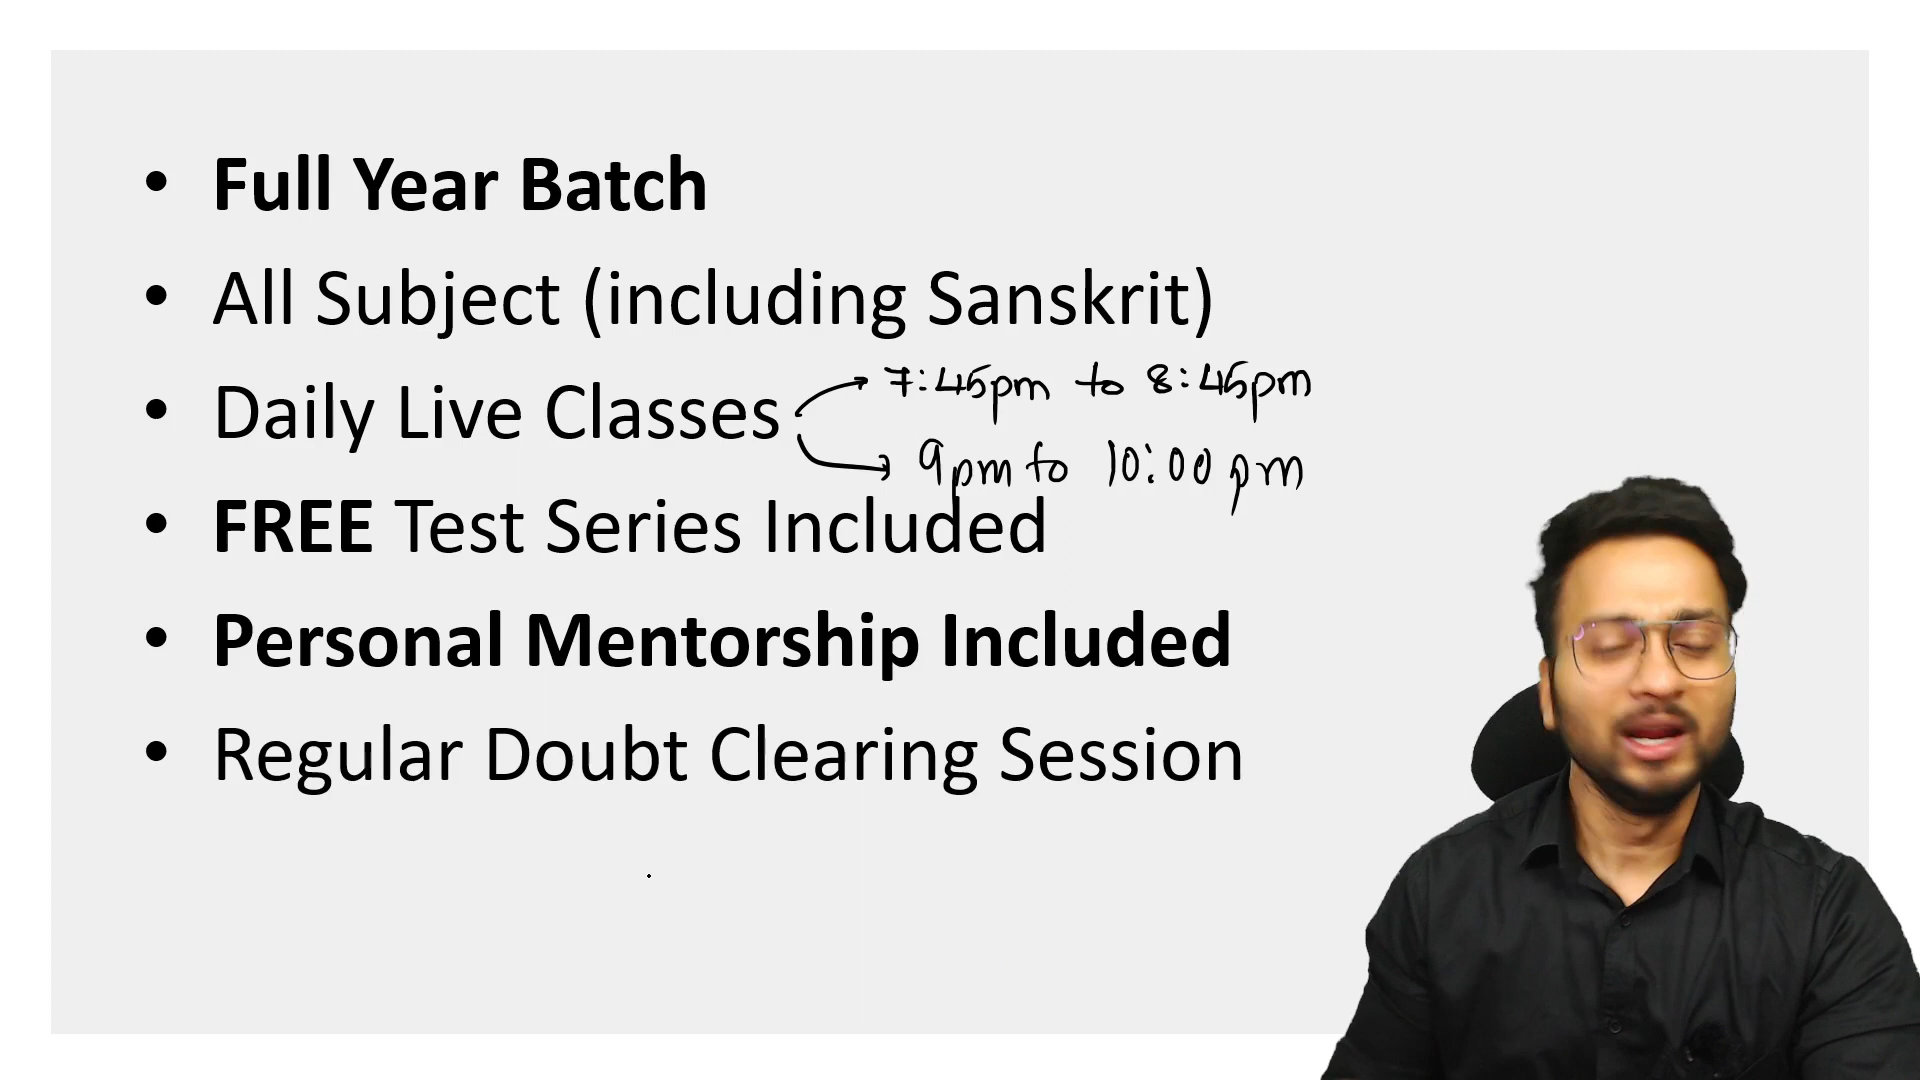 • Full Year Batch
• All Subject (including Sanskrit)
• Daily Live Classes
7:45pm to 8:45pm
9pm to 10:00 pm
• FREE Test Series Included
• Personal Mentorship Included
• Regular Doubt Clearing Session